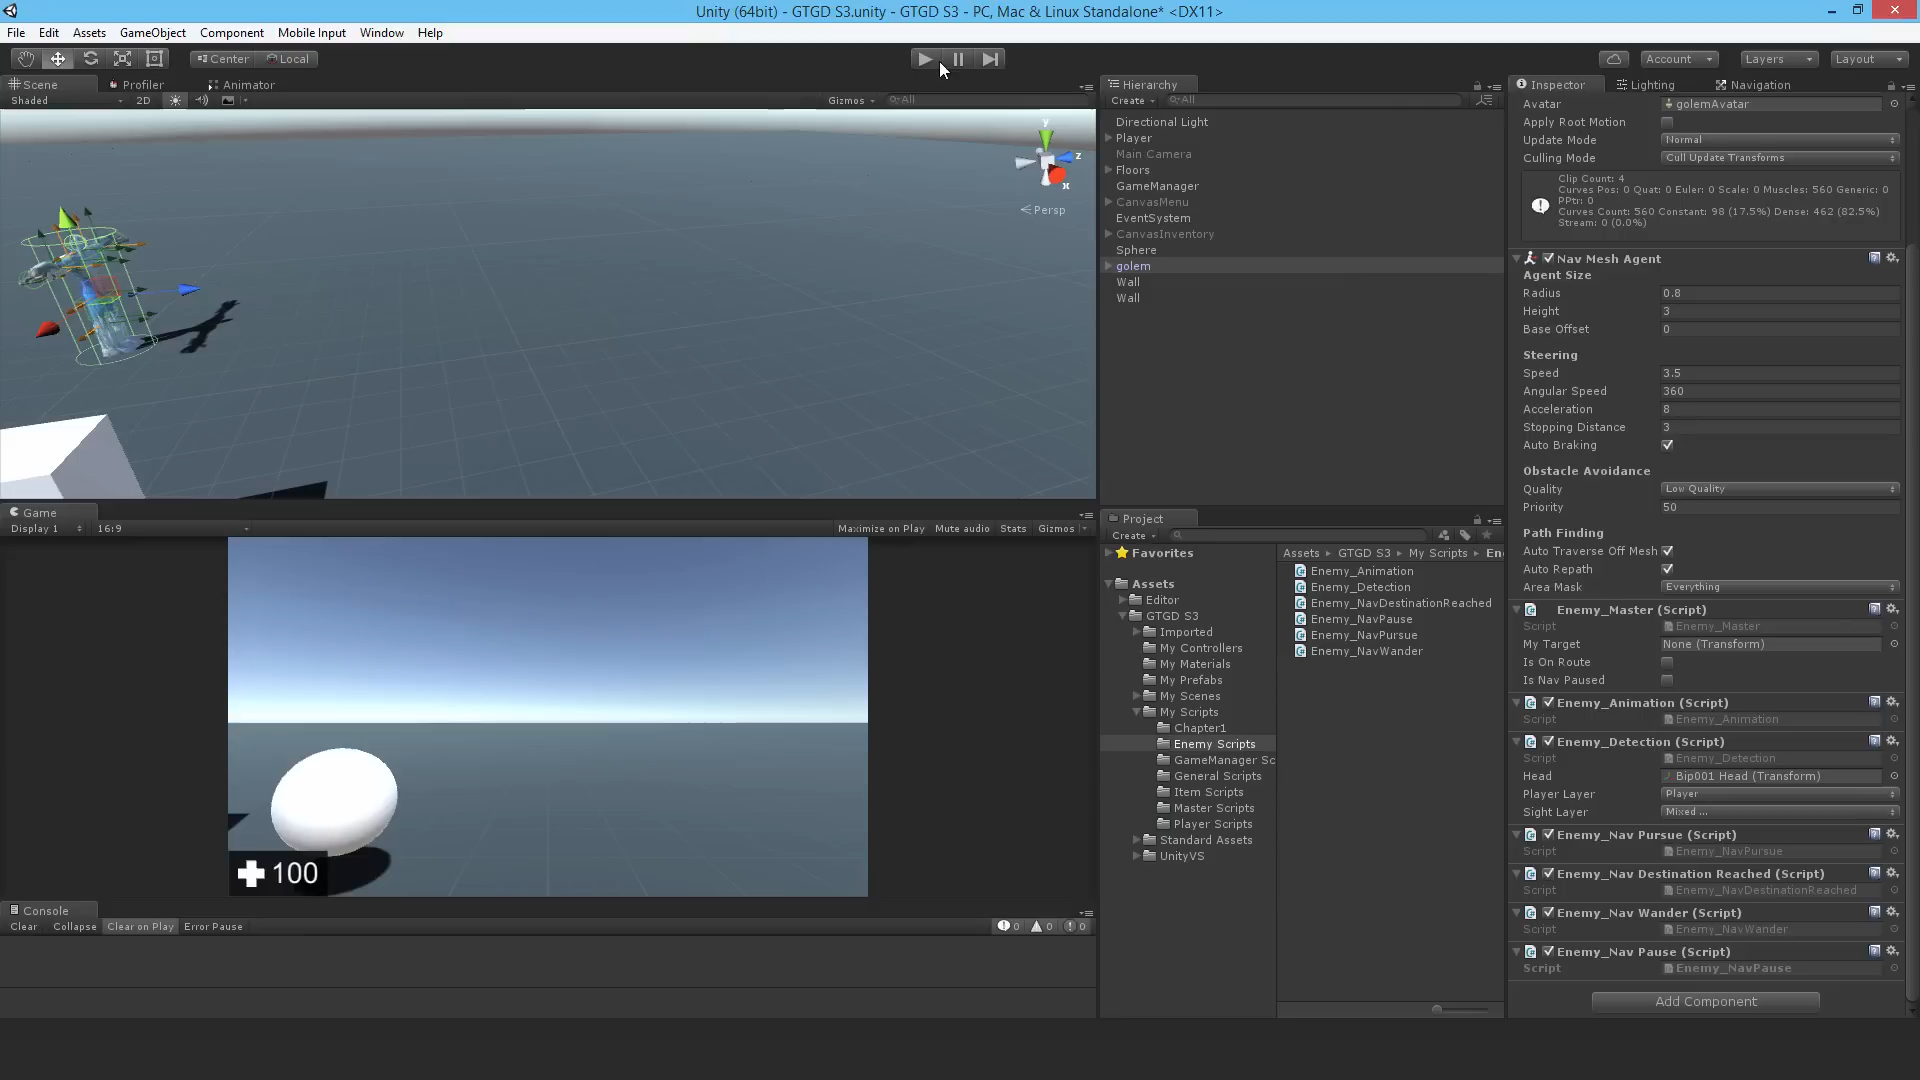 Unity (64bit) - GTGD S3.unity - GTGD S3 - PC, Mac & Linux Standalone* <DX11>
File Edit Assets GameObject Component Mobile Input Window Help
Center Local
Account Layers Layout
Scene Profiler Animator
Shaded 2D Gizmos All
y
z
x
Persp
Game
Display 1 16:9 Maximize on Play Mute audio Stats Gizmos
100
Console
Clear Collapse Clear on Play Error Pause 0 0 0
Hierarchy
Create All
Directional Light
Player
Main Camera
Floors
GameManager
CanvasMenu
EventSystem
CanvasInventory
Sphere
golem
Wall
Wall
Project
Create
Favorites
Assets
Editor
GTGD S3
Imported
My Controllers
My Materials
My Prefabs
My Scenes
My Scripts
Chapter1
Enemy Scripts
GameManager Sc
General Scripts
Item Scripts
Master Scripts
Player Scripts
Standard Assets
UnityVS
Assets GTGD S3 My Scripts En
Enemy_Animation
Enemy_Detection
Enemy_NavDestinationReached
Enemy_NavPause
Enemy_NavPursue
Enemy_NavWander
Inspector Lighting Navigation
Avatar golemAvatar
Apply Root Motion
Update Mode Normal
Culling Mode Cull Update Transforms
Clip Count: 4
Curves Pos: 0 Quat: 0 Euler: 0 Scale: 0 Muscles: 560 Generic: 0
PPtr: 0
Curves Count: 560 Constant: 98 (17.5%) Dense: 462 (82.5%)
Stream: 0 (0.0%)
Nav Mesh Agent
Agent Size
Radius 0.8
Height 3
Base Offset 0
Steering
Speed 3.5
Angular Speed 360
Acceleration 8
Stopping Distance 3
Auto Braking
Obstacle Avoidance
Quality Low Quality
Priority 50
Path Finding
Auto Traverse Off Mesh
Auto Repath
Area Mask Everything
Enemy_Master (Script)
Script Enemy_Master
My Target None (Transform)
Is On Route
Is Nav Paused
Enemy_Animation (Script)
Script Enemy_Animation
Enemy_Detection (Script)
Script Enemy_Detection
Head Bip001 Head (Transform)
Player Layer Player
Sight Layer Mixed ...
Enemy_Nav Pursue (Script)
Script Enemy_NavPursue
Enemy_Nav Destination Reached (Script)
Script Enemy_NavDestinationReached
Enemy_Nav Wander (Script)
Script Enemy_NavWander
Enemy_Nav Pause (Script)
Script Enemy_NavPause
Add Component